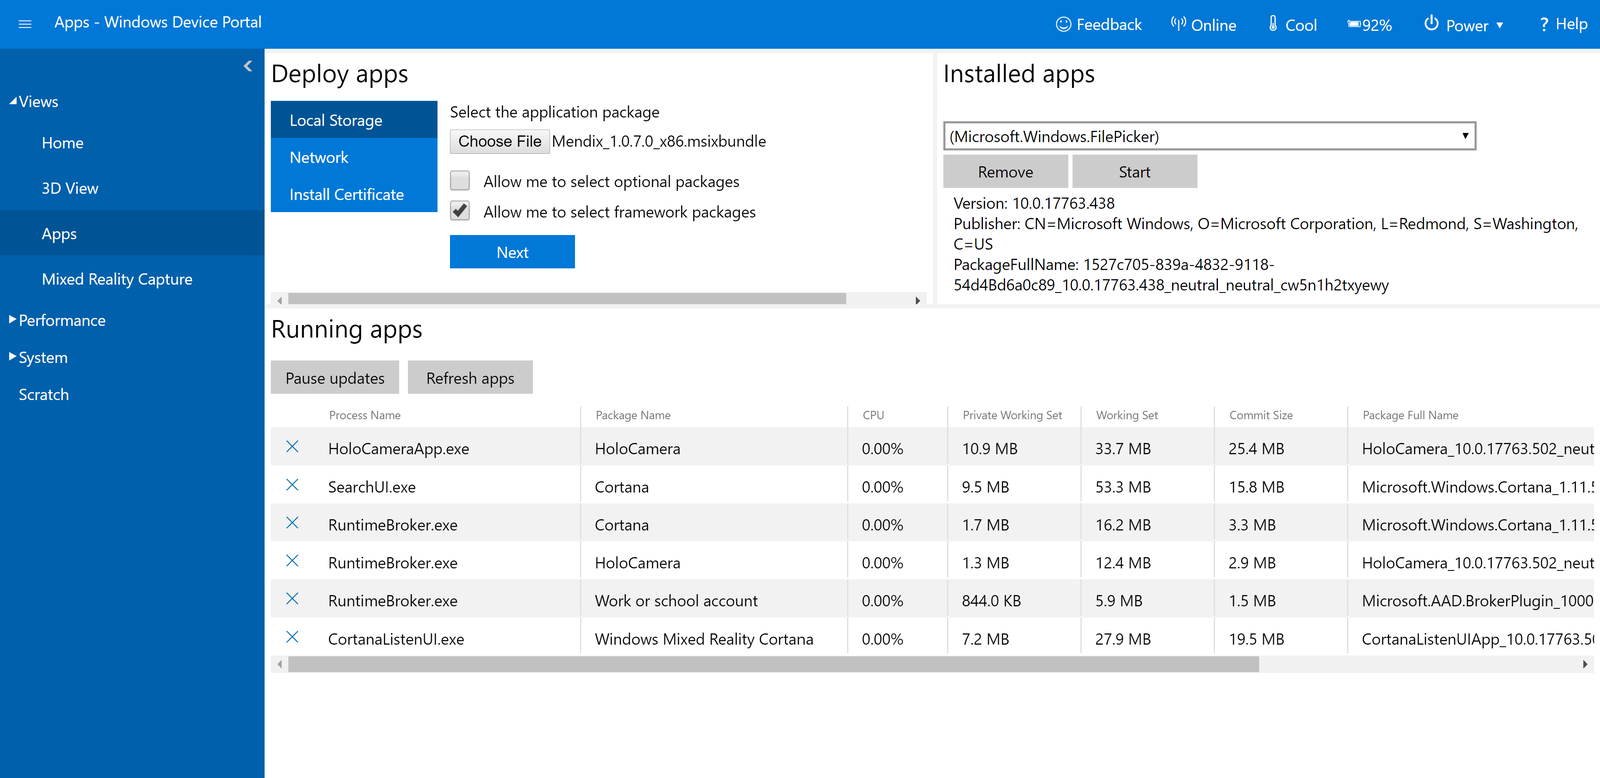 Apps - Windows Device Portal
Feedback
Online
Cool
92%
Power
? Help
Views
Home
3D View
Apps
Mixed Reality Capture
Performance
System
Scratch
Deploy apps
Local Storage
Network
Install Certificate
Select the application package
Choose File Mendix_1.0.7.0_x86.msixbundle
Allow me to select optional packages
Allow me to select framework packages
Next
Installed apps
(Microsoft.Windows.FilePicker)
Remove Start
Version: 10.0.17763.438
Publisher: CN=Microsoft Windows, O=Microsoft Corporation, L=Redmond, S=Washington,
C=US
PackageFullName: 1527c705-839a-4832-9118-
54d4Bd6a0c89_10.0.17763.438_neutral_neutral_cw5n1h2txyewy
Running apps
Pause updates Refresh apps
Process Name Package Name CPU Private Working Set Working Set Commit Size Package Full Name
HoloCameraApp.exe HoloCamera 0.00% 10.9 MB 33.7 MB 25.4 MB HoloCamera_10.0.17763.502_neut
SearchUI.exe Cortana 0.00% 9.5 MB 53.3 MB 15.8 MB Microsoft.Windows.Cortana_1.11.5
RuntimeBroker.exe Cortana 0.00% 1.7 MB 16.2 MB 3.3 MB Microsoft.Windows.Cortana_1.11.5
RuntimeBroker.exe HoloCamera 0.00% 1.3 MB 12.4 MB 2.9 MB HoloCamera_10.0.17763.502_neut
RuntimeBroker.exe Work or school account 0.00% 844.0 KB 5.9 MB 1.5 MB Microsoft.AAD.BrokerPlugin_1000
CortanaListenUI.exe Windows Mixed Reality Cortana 0.00% 7.2 MB 27.9 MB 19.5 MB CortanaListenUIApp_10.0.17763.50